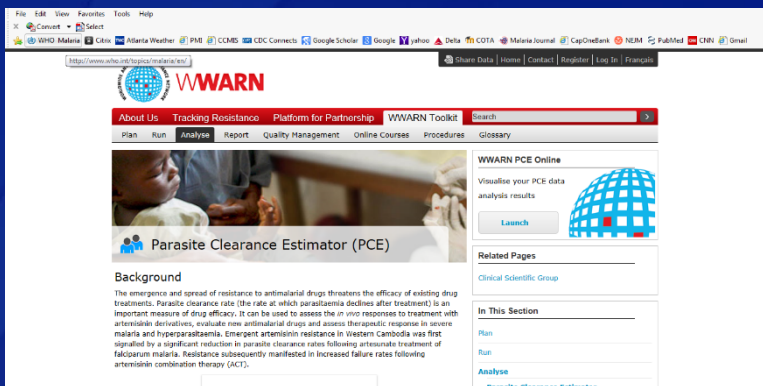 File Edit View Favorites Tools Help
× Convert Select
WHO Malaria Citrix Atlanta Weather PMI CCMIS CDC Connects Google Scholar Google yahoo Delta COTA Malaria Journal CapOneBank NEJM PubMed CNN Gmail
http://www.who.int/topics/malaria/en/
Share Data | Home | Contact | Register | Log In | Français
WORLDWIDE ANTIMALARIAL RESISTANCE NETWORK
WWARN
About Us Tracking Resistance Platform for Partnership WWARN Toolkit Search
Plan Run Analyse Report Quality Management Online Courses Procedures Glossary
WWARN PCE Online
Visualise your PCE data
analysis results
Launch
Parasite Clearance Estimator (PCE)
Related Pages
Clinical Scientific Group
Background
The emergence and spread of resistance to antimalarial drugs threatens the efficacy of existing drug
treatments. Parasite clearance rate (the rate at which parasitaemia declines after treatment) is an
important measure of drug efficacy. It can be used to assess the in vivo responses to treatment with
artemisinin derivatives, evaluate new antimalarial drugs and assess therapeutic response in severe
malaria and hyperparasitaemia. Emergent artemisinin resistance in Western Cambodia was first
signalled by a significant reduction in parasite clearance rates following artesunate treatment of
falciparum malaria. Resistance subsequently manifested in increased failure rates following
artemisinin combination therapy (ACT).
In This Section
Plan
Run
Analyse
Parasite Clearance Estimator